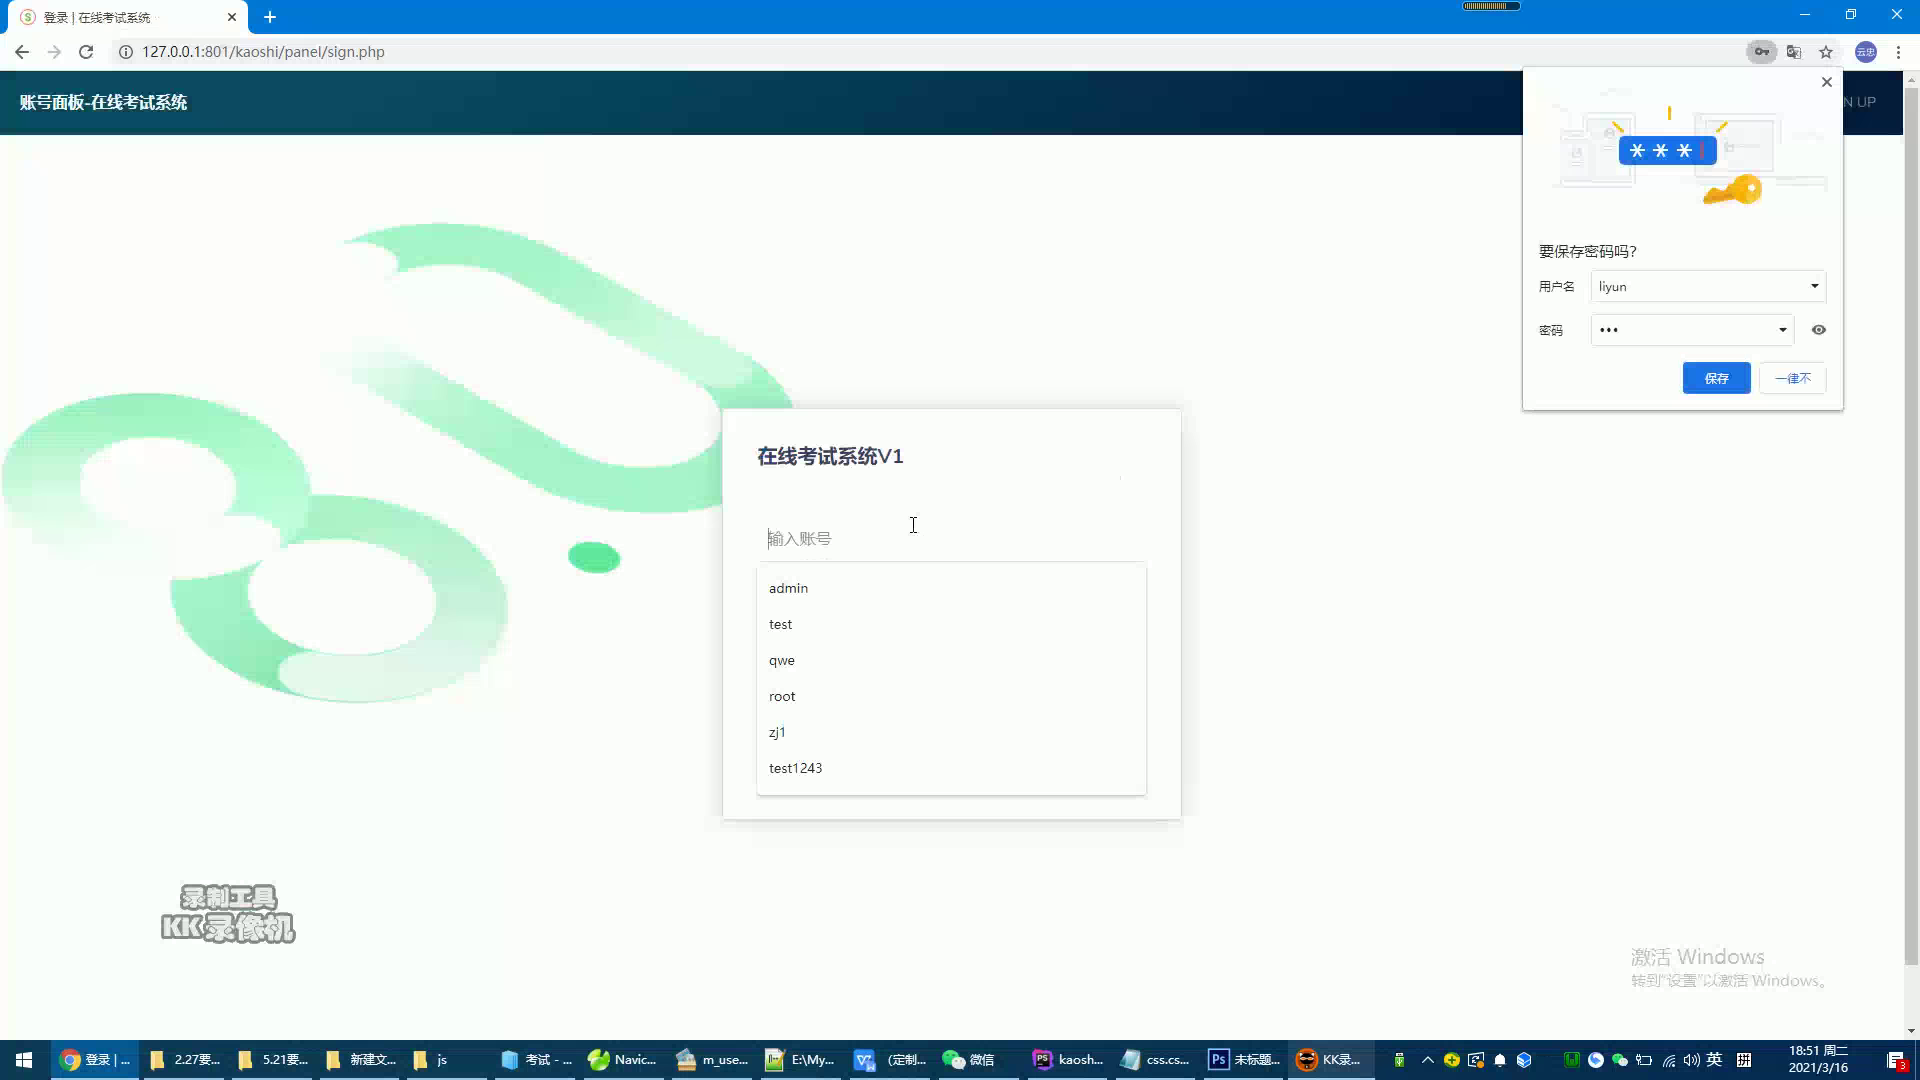 登录 | 在线考试系统
127.0.0.1:801/kaoshi/panel/sign.php
云忠
账号面板-在线考试系统
N UP
***
要保存密码吗?
用户名
liyun
密码
•••
保存
一律不
在线考试系统V1
输入账号
admin
test
qwe
root
zj1
test1243
录制工具
KK录像机
激活 Windows
转到"设置"以激活 Windows。
登录 | ...
2.27要...
5.21要...
新建文...
js
考试 - ...
Navic...
m_use...
E:\My...
(定制...
微信
kaosh...
css.cs...
未标题...
KK录...
英
18:51 周二
2021/3/16
3